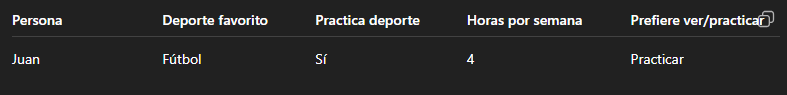 Persona Deporte favorito Practica deporte Horas por semana Prefiere ver/practicar
Juan Fútbol Sí 4 Practicar